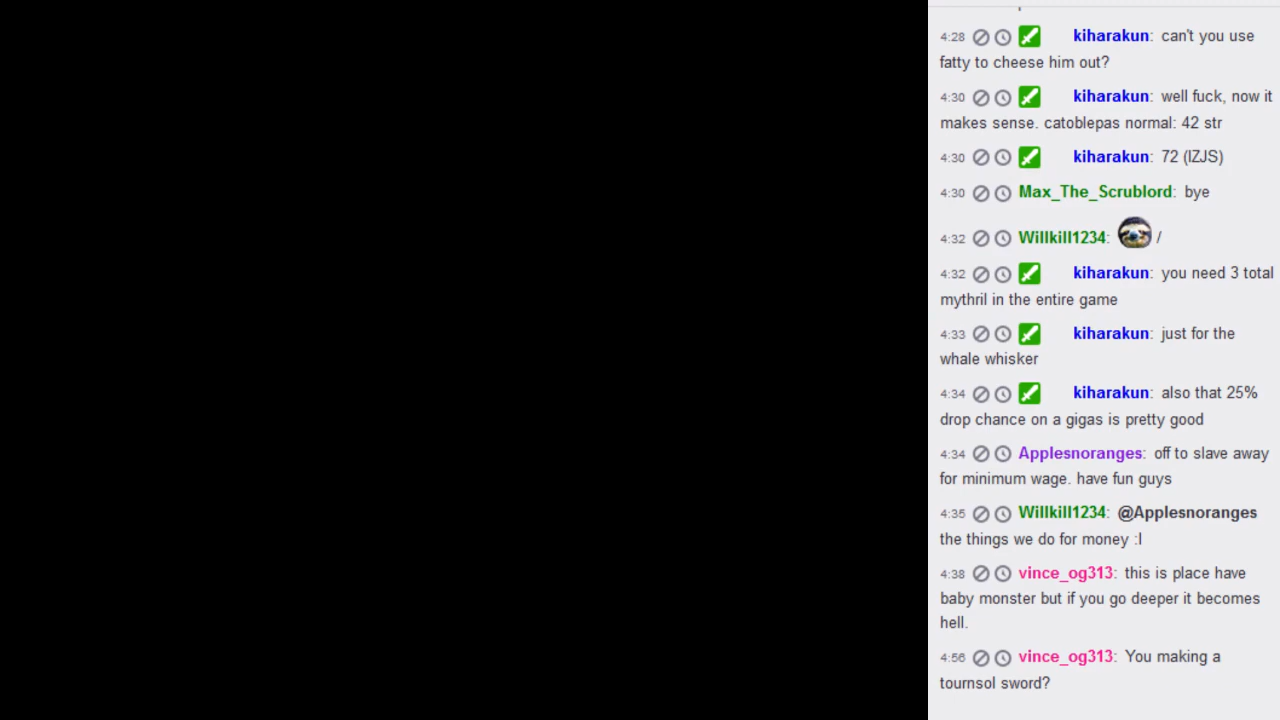 4:28 kiharakun: can't you use
fatty to cheese him out?
4:30 kiharakun: well fuck, now it
makes sense. catoblepas normal: 42 str
4:30 kiharakun: 72 (IZJS)
4:30 Max_The_Scrublord: bye
4:32 Willkill1234: /
4:32 kiharakun: you need 3 total
mythril in the entire game
4:33 kiharakun: just for the
whale whisker
4:34 kiharakun: also that 25%
drop chance on a gigas is pretty good
4:34 Applesnoranges: off to slave away
for minimum wage. have fun guys
4:35 Willkill1234: @Applesnoranges
the things we do for money :l
4:38 vince_og313: this is place have
baby monster but if you go deeper it becomes
hell.
4:56 vince_og313: You making a
tournsol sword?